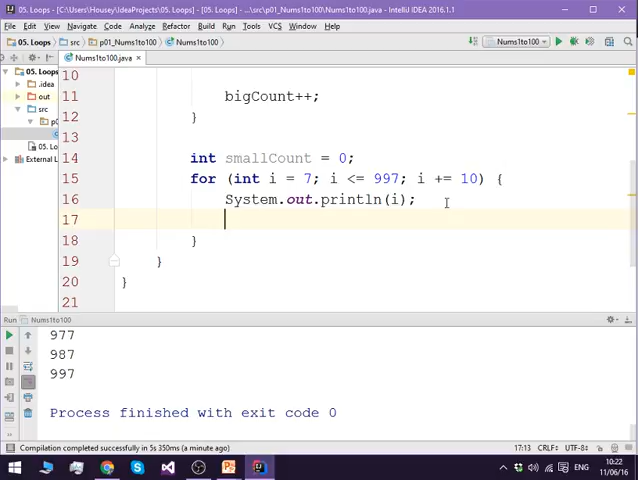 05. Loops - [C:\Users\Housey\IdeaProjects\05. Loops] - [05. Loops] - ...\src\p01_Nums1to100\Nums1to100.java - IntelliJ IDEA 2016.1.1
File Edit View Navigate Code Analyze Refactor Build Run Tools VCS Window Help
05. Loops src p01_Nums1to100 Nums1to100 Nums1to100
Nums1to100.java
05. Loops
.idea
out
src
05. L
External L
10
11 bigCount++;
12 }
13
14 int smallCount = 0;
15 for (int i = 7; i <= 997; i += 10) {
16 System.out.println(i);
17
18 }
19 }
20 }
21
Run Nums1to100
977
987
997
Process finished with exit code 0
Compilation completed successfully in 5s 350ms (a minute ago) 17:13 CRLF÷ UTF-8÷
ENG 10:22
11/06/16